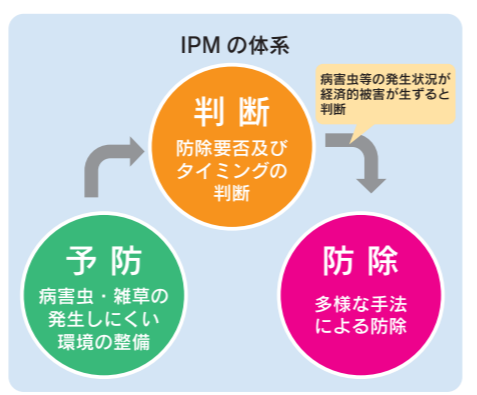 IPM の体系
判 断
防除要否及び
タイミングの
判断
病害虫等の発生状況が
経済的被害が生ずると
判断
予 防
病害虫・雑草の
発生しにくい
環境の整備
防 除
多様な手法
による防除